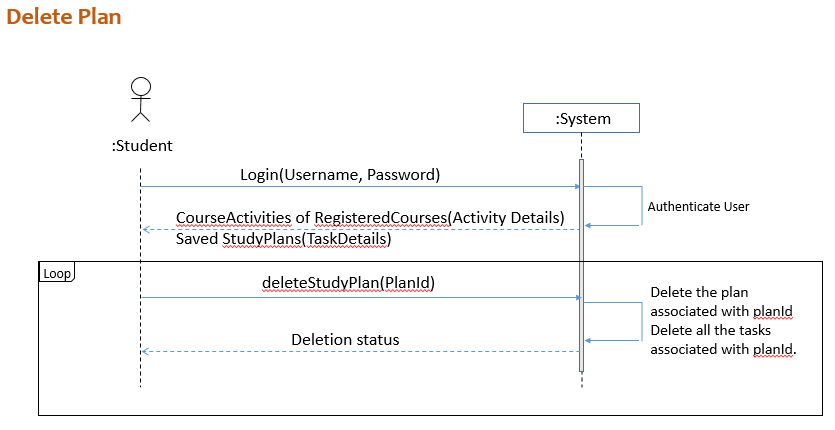 Delete Plan
:Student
:System
Login(Username, Password)
Authenticate User
CourseActivities of RegisteredCourses(Activity Details)
Saved StudyPlans(TaskDetails)
Loop
deleteStudyPlan(PlanId)
Delete the plan
associated with planId
Delete all the tasks
associated with planId.
Deletion status